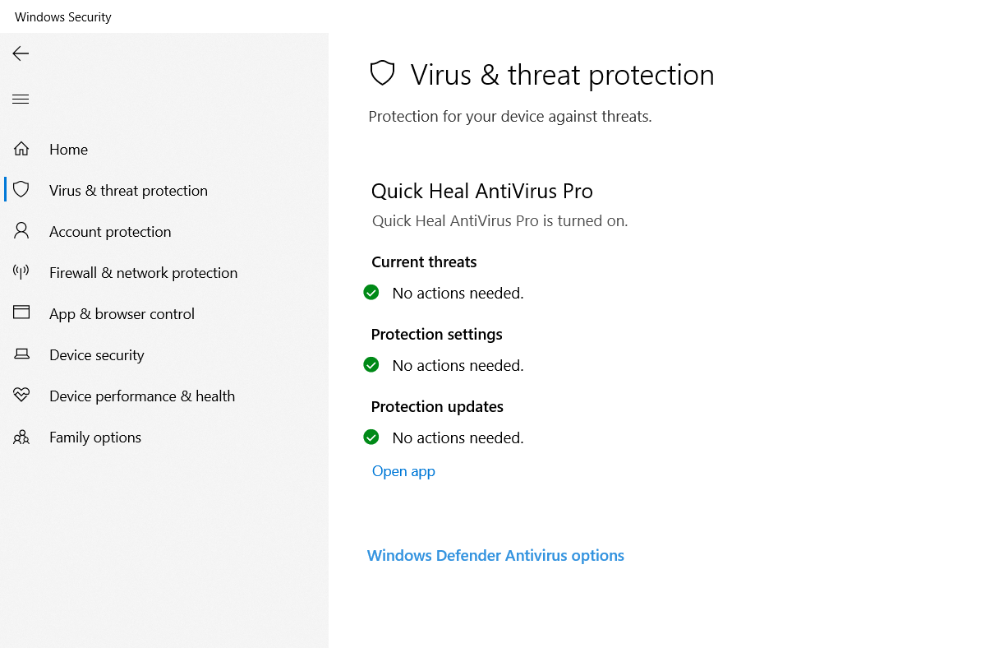 Windows Security
Home
Virus & threat protection
Account protection
Firewall & network protection
App & browser control
Device security
Device performance & health
Family options
Virus & threat protection
Protection for your device against threats.
Quick Heal AntiVirus Pro
Quick Heal AntiVirus Pro is turned on.
Current threats
No actions needed.
Protection settings
No actions needed.
Protection updates
No actions needed.
Open app
Windows Defender Antivirus options